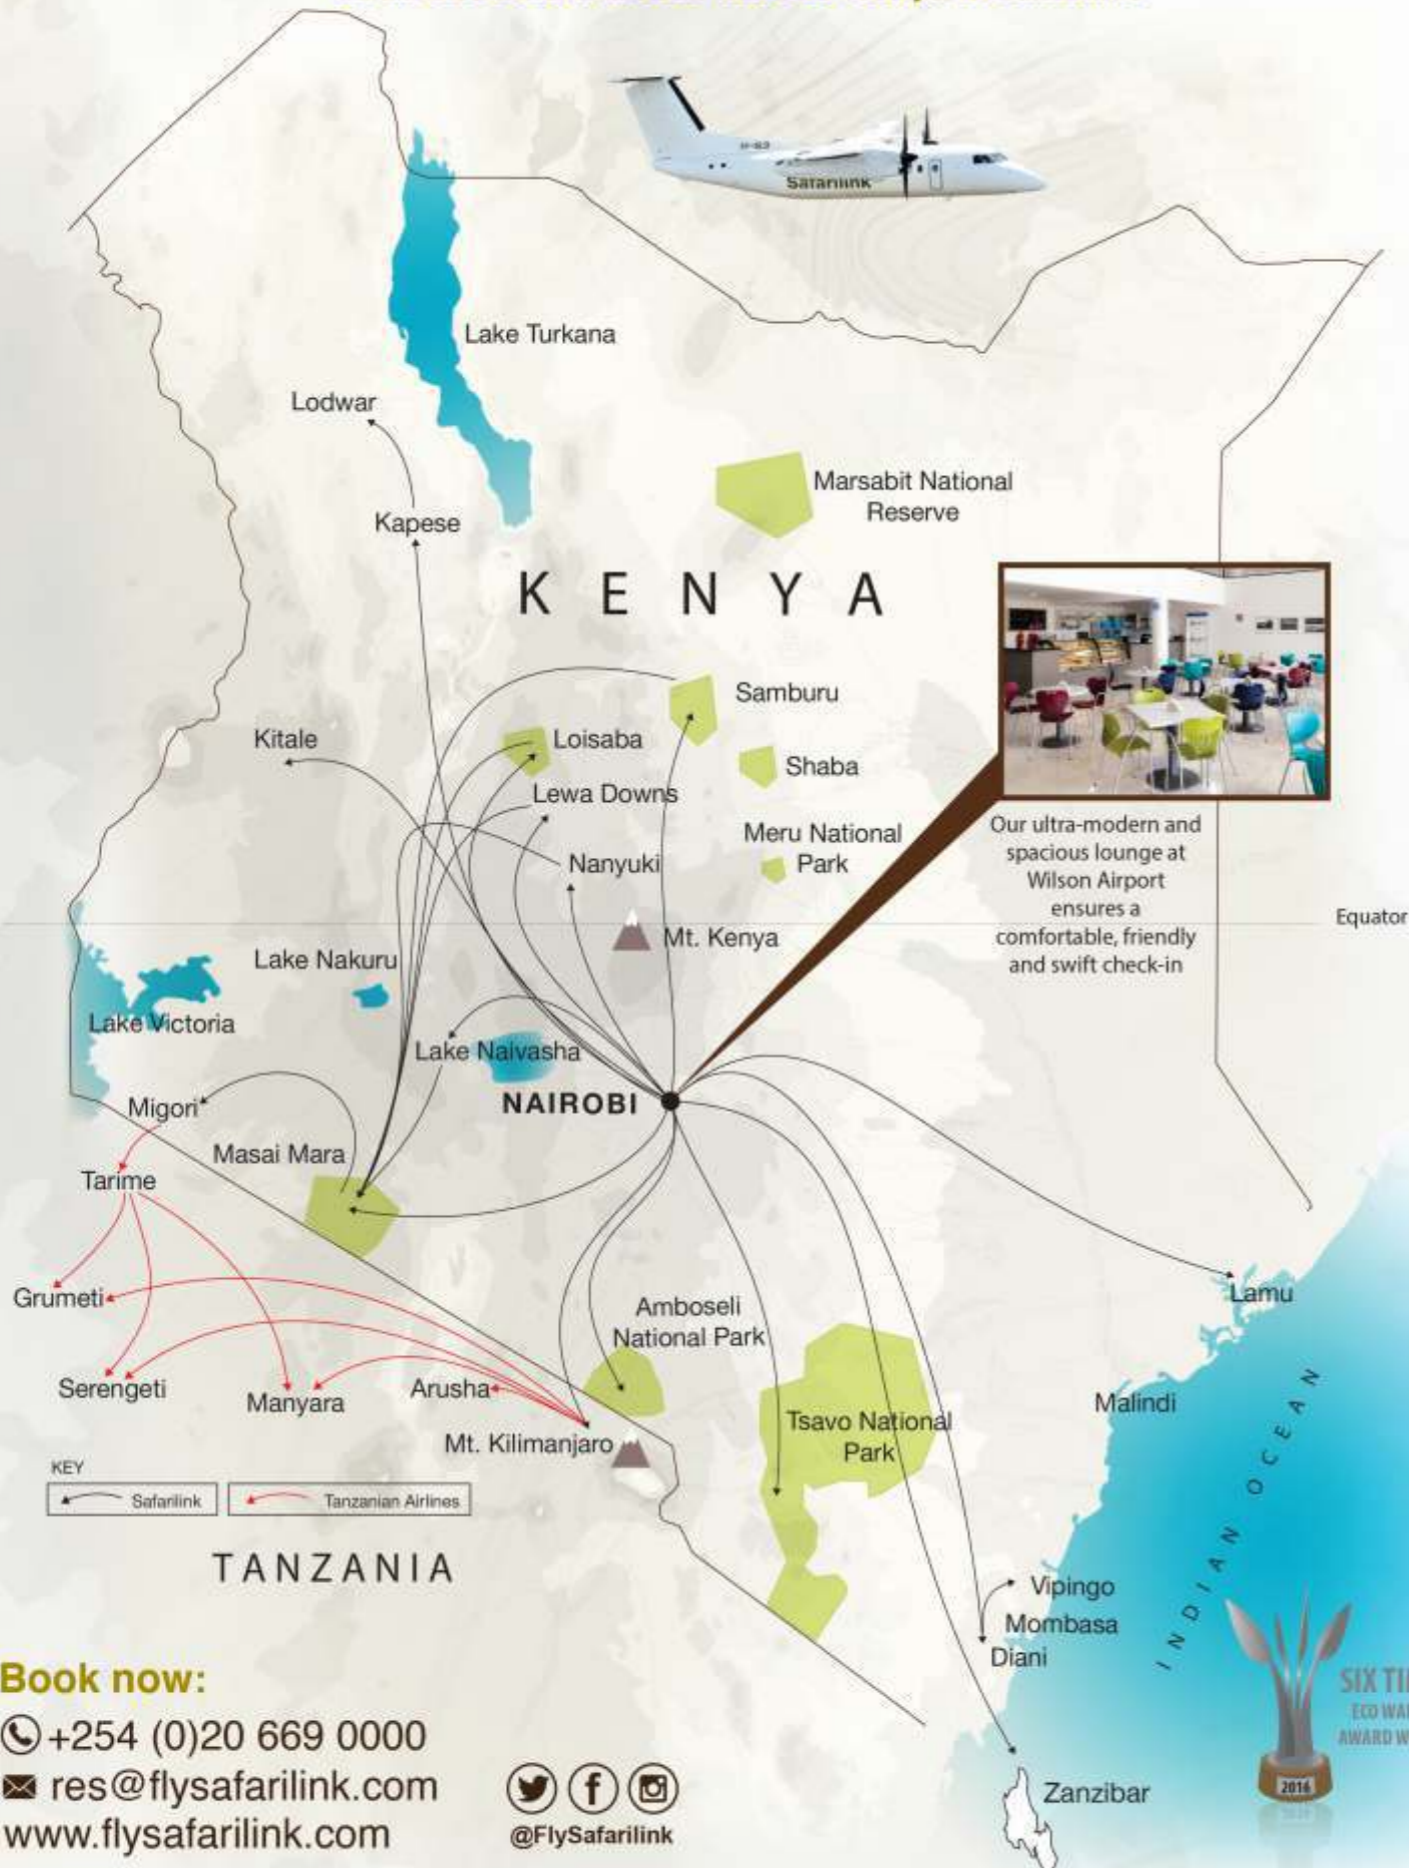 Safarilink
Lake Turkana
Lodwar
Marsabit National
Reserve
Kapese
KENYA
Samburu
Kitale
Loisaba
Shaba
Lewa Downs
Meru National
Park
Nanyuki
Our ultra-modern and
spacious lounge at
Wilson Airport
ensures a
comfortable, friendly
and swift check-in
Equator
Mt. Kenya
Lake Nakuru
Lake Victoria
Lake Naivasha
NAIROBI
Migori
Masai Mara
Tarime
Grumeti
Lamu
Amboseli
National Park
Serengeti
Manyara
Arusha
Malindi
Tsavo National
Park
Mt. Kilimanjaro
INDIAN OCEAN
KEY
Safarilink
Tanzanian Airlines
TANZANIA
Vipingo
Mombasa
Diani
Book now:
+254 (0)20 669 0000
res@flysafarilink.com
www.flysafarilink.com
@FlySafarilink
Zanzibar
SIX
ECO
AWARD
2016